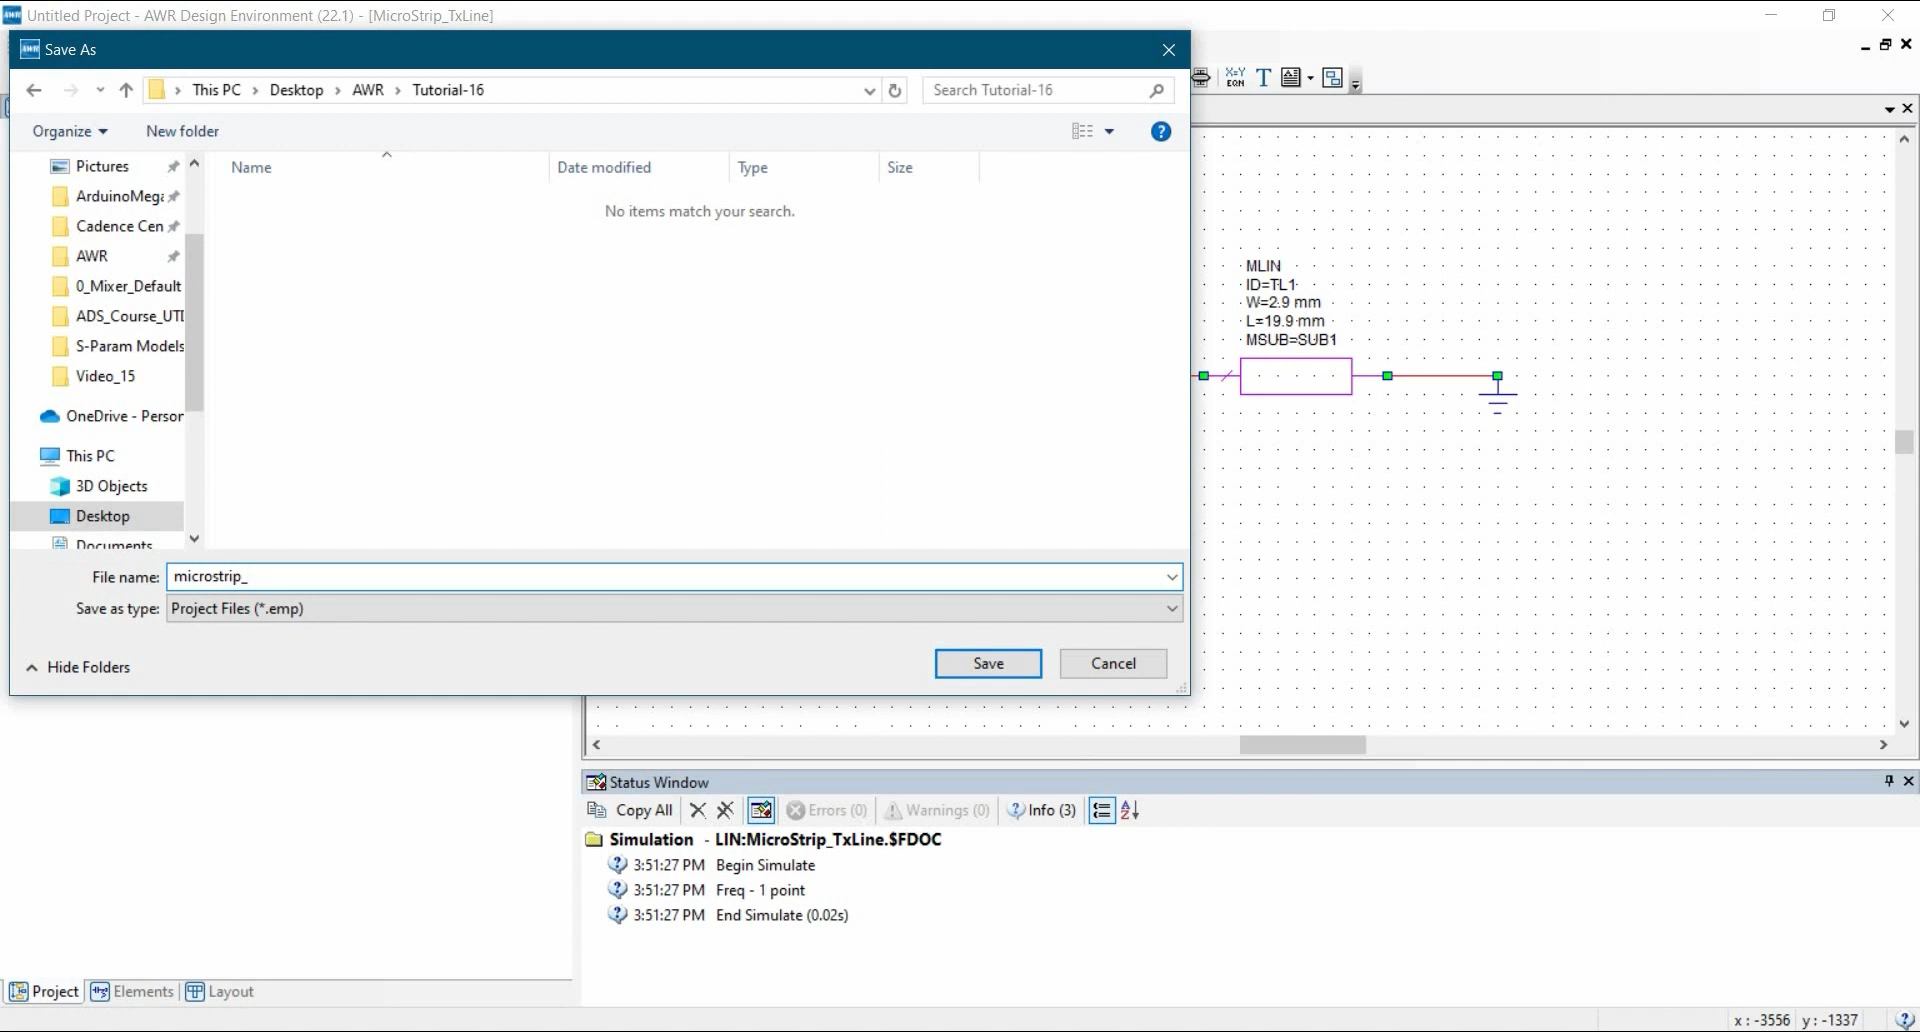 Untitled Project - AWR Design Environment (22.1) - [MicroStrip_TxLine]
Save As
This PC > Desktop > AWR > Tutorial-16
Search Tutorial-16
Organize
New folder
Name
Date modified
Type
Size
No items match your search.
Pictures
ArduinoMega
Cadence Cen
AWR
0_Mixer_Default
ADS_Course_UTD
S-Param Models
Video_15
OneDrive - Person
This PC
3D Objects
Desktop
Documents
File name: microstrip_
Save as type: Project Files (*.emp)
Hide Folders
Save
Cancel
X=Y
EQN
T
MLIN
ID=TL1
W=2.9 mm
L=19.9 mm
MSUB=SUB1
Status Window
Copy All
Errors (0)
Warnings (0)
Info (3)
Simulation - LIN:MicroStrip_TxLine.$FDOC
3:51:27 PM Begin Simulate
3:51:27 PM Freq - 1 point
3:51:27 PM End Simulate (0.02s)
Project
Elements
Layout
x : -3556 y : -1337